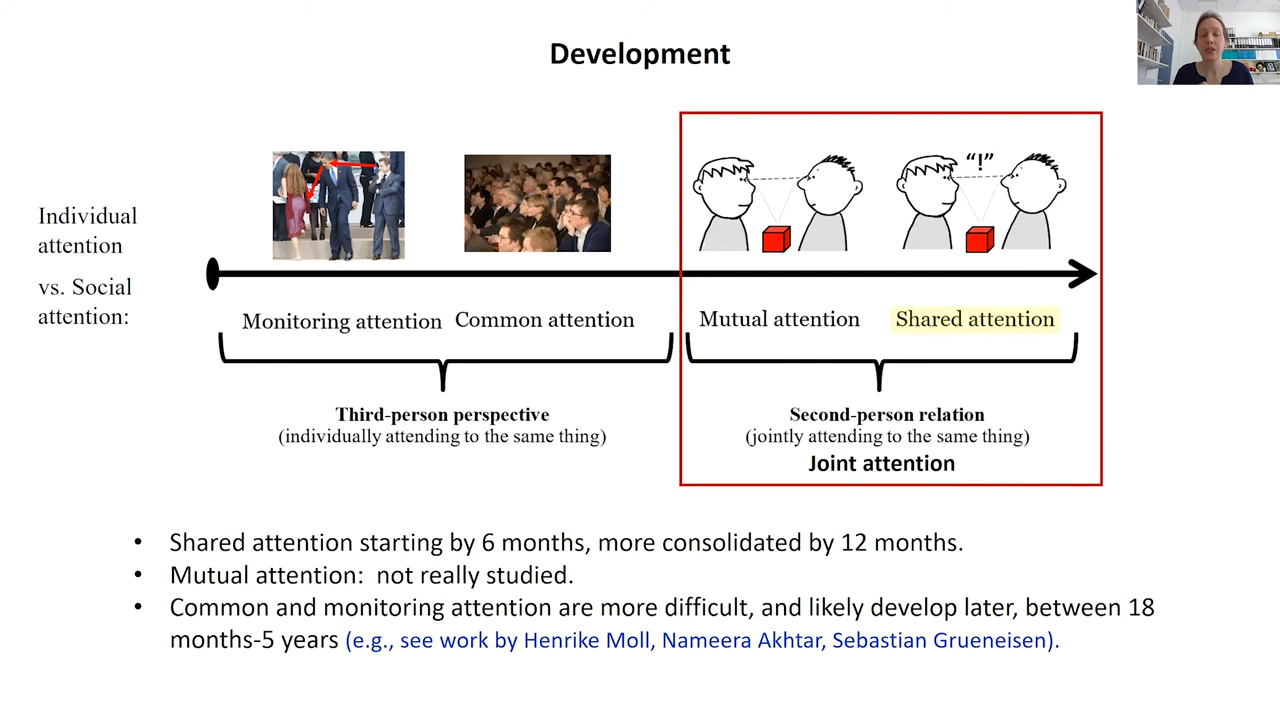 Development
Individual
attention
vs. Social
attention:
“!”
Monitoring attention
Common attention
Mutual attention
Shared attention
Third-person perspective
(individually attending to the same thing)
Second-person relation
(jointly attending to the same thing)
Joint attention
• Shared attention starting by 6 months, more consolidated by 12 months.
• Mutual attention: not really studied.
• Common and monitoring attention are more difficult, and likely develop later, between 18
months-5 years (e.g., see work by Henrike Moll, Nameera Akhtar, Sebastian Grueneisen).